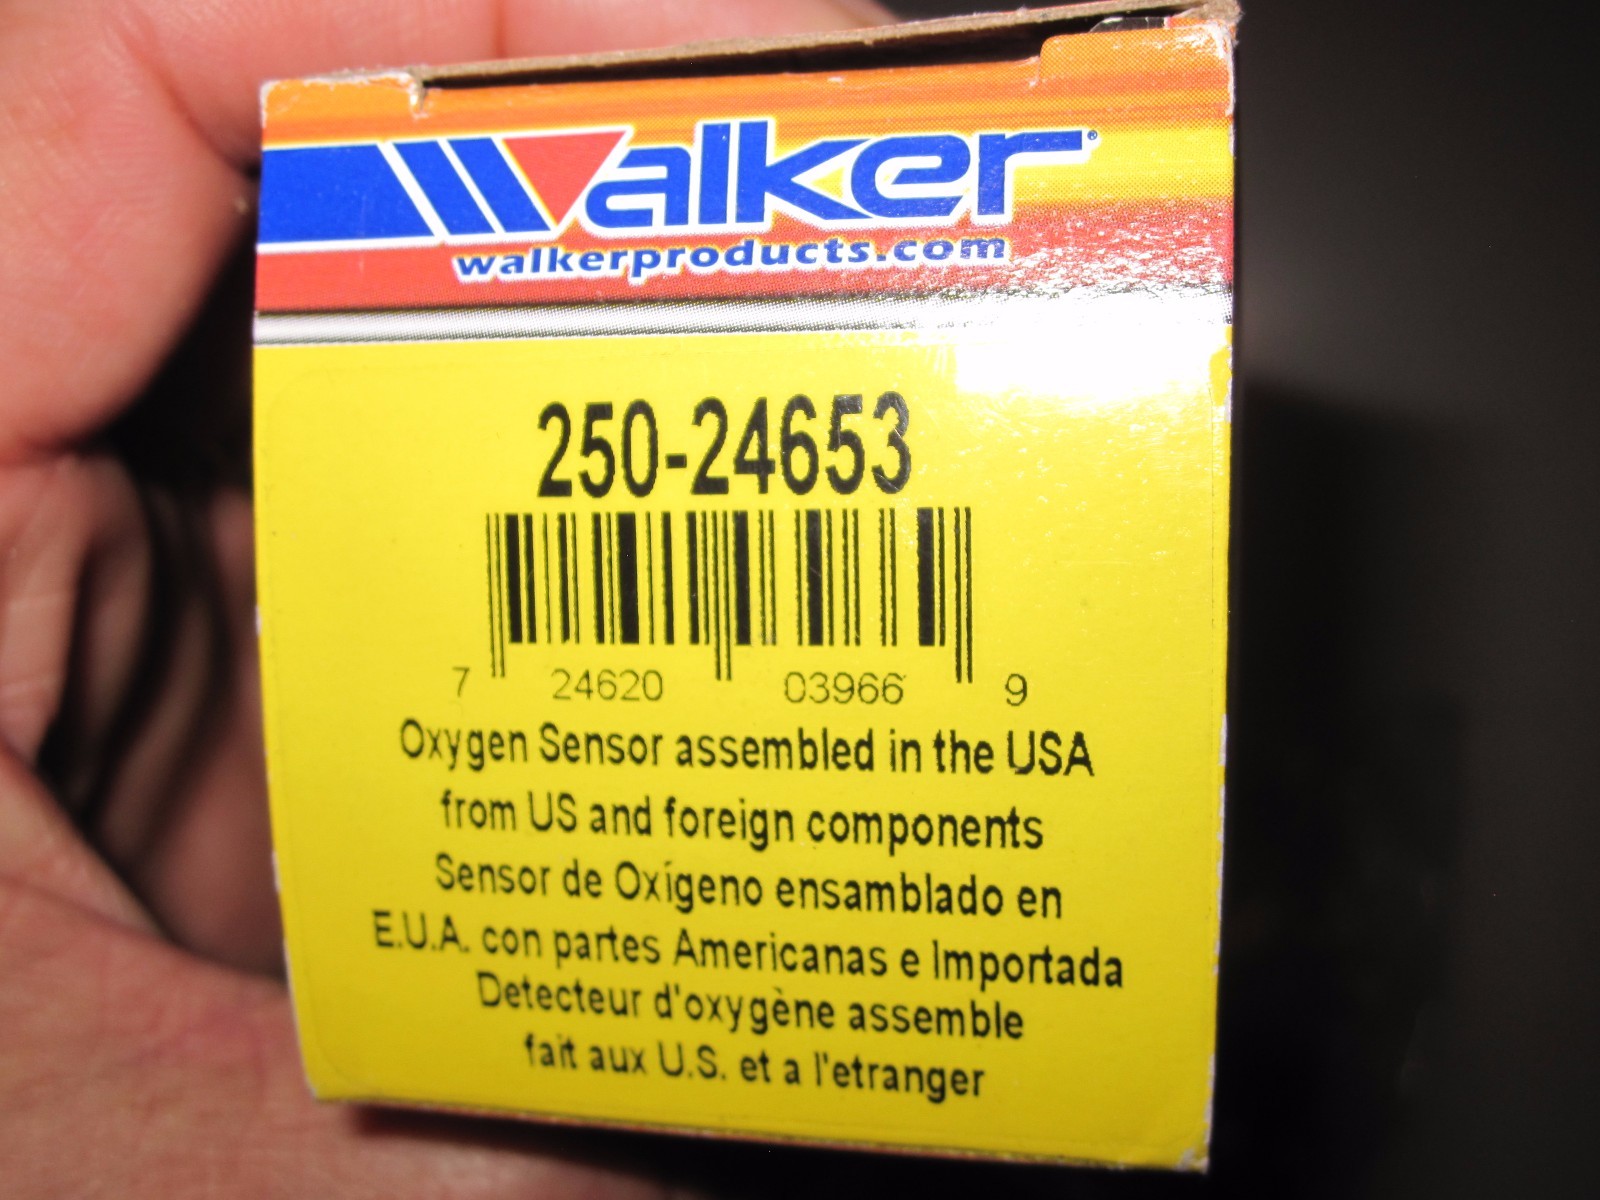 Walker®
walkerproducts.com
250-24653
7 24620 03966 9
Oxygen Sensor assembled in the USA
from US and foreign components
Sensor de Oxígeno ensamblado en
E.U.A. con partes Americanas e Importada
Detecteur d'oxygène assemble
fait aux U.S. et a l'etranger